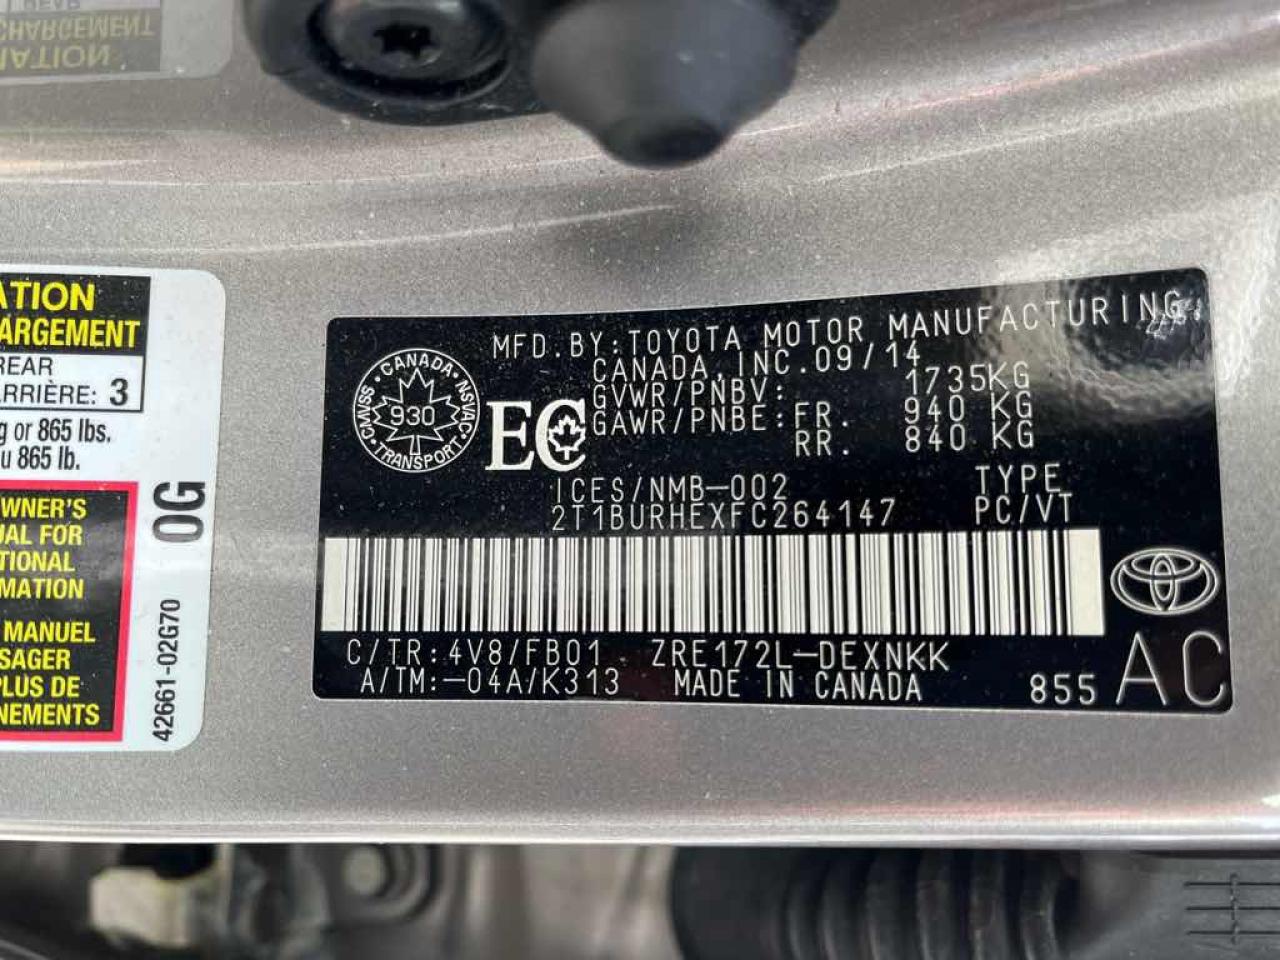 REAR
CHARGEMENT
ATION
ARGEMENT
REAR
RRIÈRE: 3
g or 865 lbs.
u 865 lb.
WNER'S
UAL FOR
TIONAL
MATION
MANUEL
SAGER
PLUS DE
NEMENTS
0G
42661-02G70
MFD.BY:TOYOTA MOTOR MANUFACTURING
CANADA, INC. 09/14
GVWR/PNBV: 1735KG
GAWR/PNBE:FR. 940 KG
RR. 840 KG
CANADA
CMVSS NSVAC
930
TRANSPORT
EC
ICES/NMB-002 TYPE
2T1BURHEXFC264147 PC/VT
C/TR:4V8/FB01 ZRE172L-DEXNKK
A/TM:-04A/K313 MADE IN CANADA 855 AC